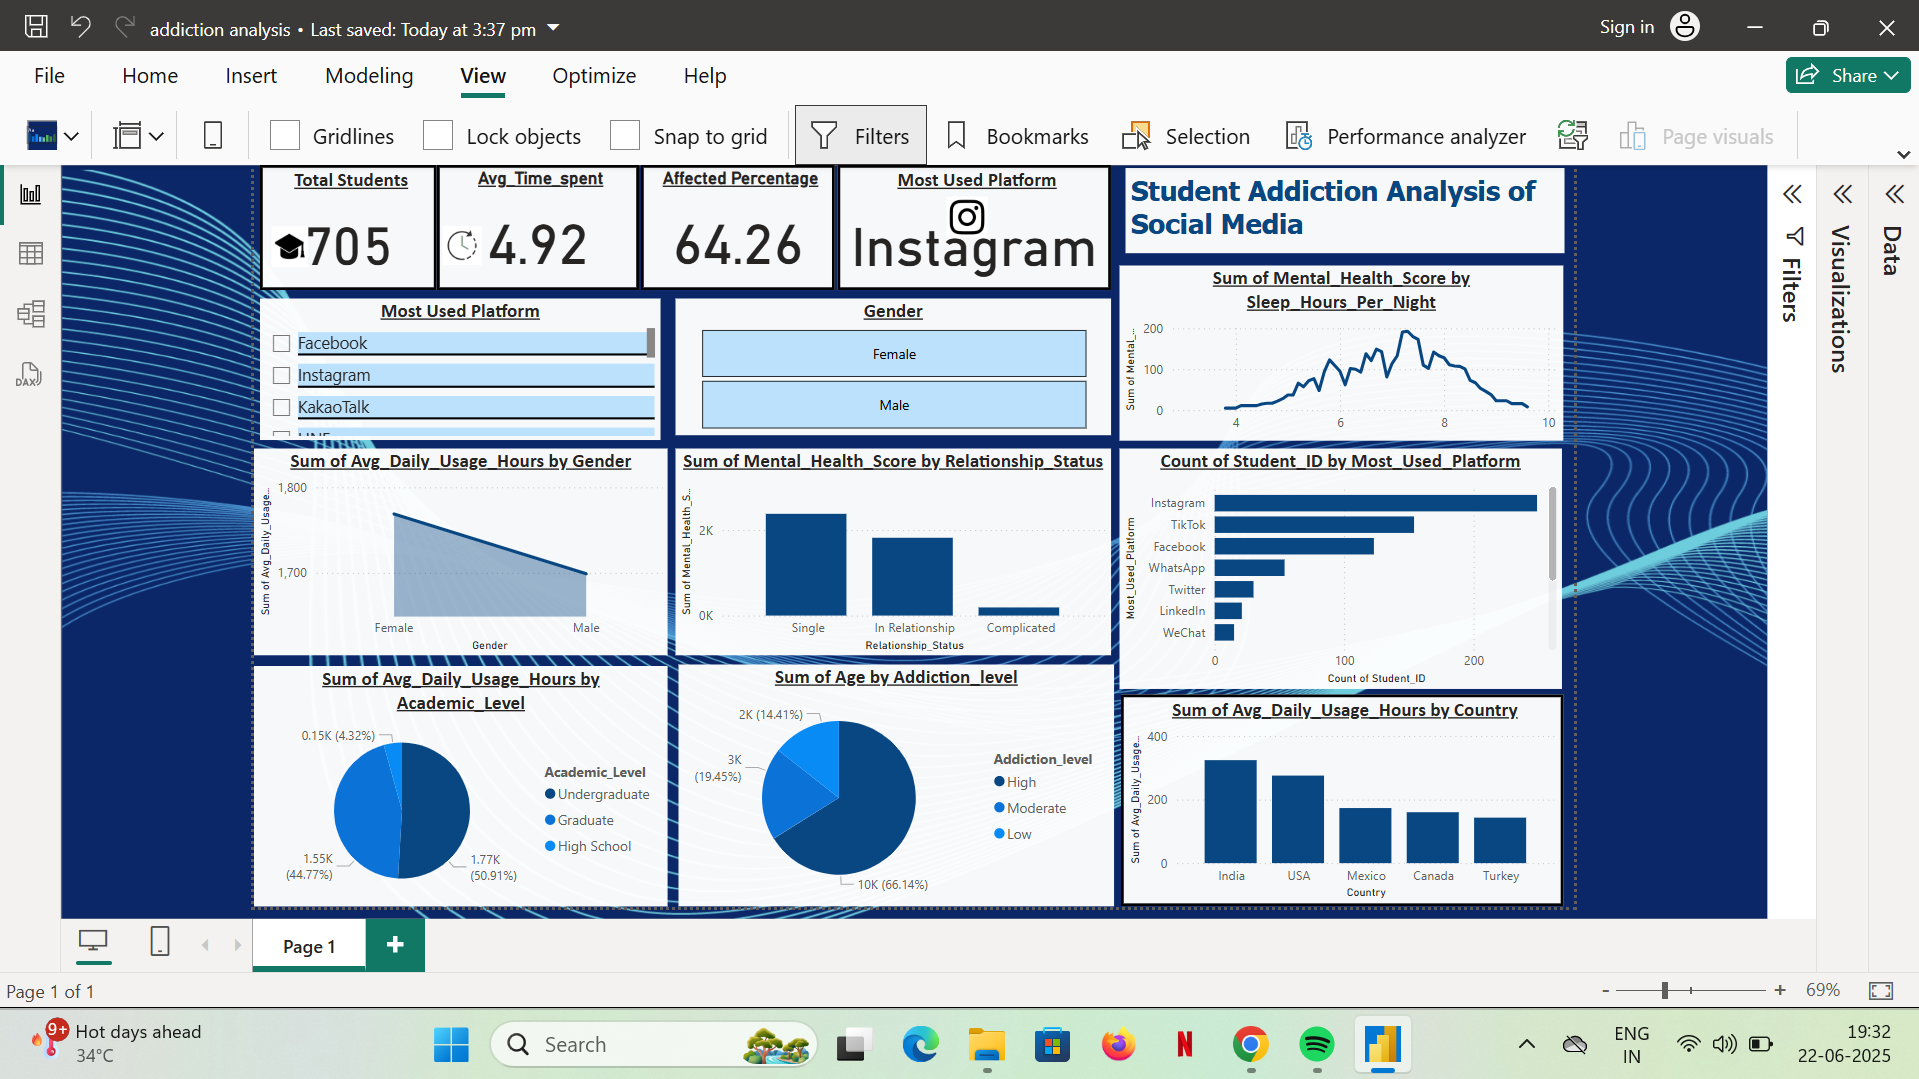 addiction analysis • Last saved: Today at 3:37 pm
Sign in
File Home Insert Modeling View Optimize Help
Share
Gridlines Lock objects Snap to grid Filters Bookmarks Selection Performance analyzer Page visuals
Total Students
705
Avg_Time_spent
4.92
Affected Percentage
64.26
Most Used Platform
Instagram
Student Addiction Analysis of
Social Media
Most Used Platform
Facebook
Instagram
KakaoTalk
Gender
Female
Male
Sum of Mental_Health_Score by
Sleep_Hours_Per_Night
Sum of Mental_...
200
100
0
4 6 8 10
Sum of Avg_Daily_Usage_Hours by Gender
Sum of Avg_Daily_Usage...
1,800
1,700
Female Male
Gender
Sum of Mental_Health_Score by Relationship_Status
Sum of Mental_Health_S...
2K
0K
Single In Relationship Complicated
Relationship_Status
Count of Student_ID by Most_Used_Platform
Most_Used_Platform
Instagram
TikTok
Facebook
WhatsApp
Twitter
LinkedIn
WeChat
0 100 200
Count of Student_ID
Sum of Avg_Daily_Usage_Hours by
Academic_Level
0.15K (4.32%)
1.55K
(44.77%)
1.77K
(50.91%)
Academic_Level
Undergraduate
Graduate
High School
Sum of Age by Addiction_level
2K (14.41%)
3K
(19.45%)
10K (66.14%)
Addiction_level
High
Moderate
Low
Sum of Avg_Daily_Usage_Hours by Country
Sum of Avg_Daily_Usage...
400
200
0
India USA Mexico Canada Turkey
Country
Filters
Visualizations
Data
DAX
Page 1
+
Page 1 of 1
- + 69%
9+
Hot days ahead
34°C
Search
N
ENG
IN
19:32
22-06-2025